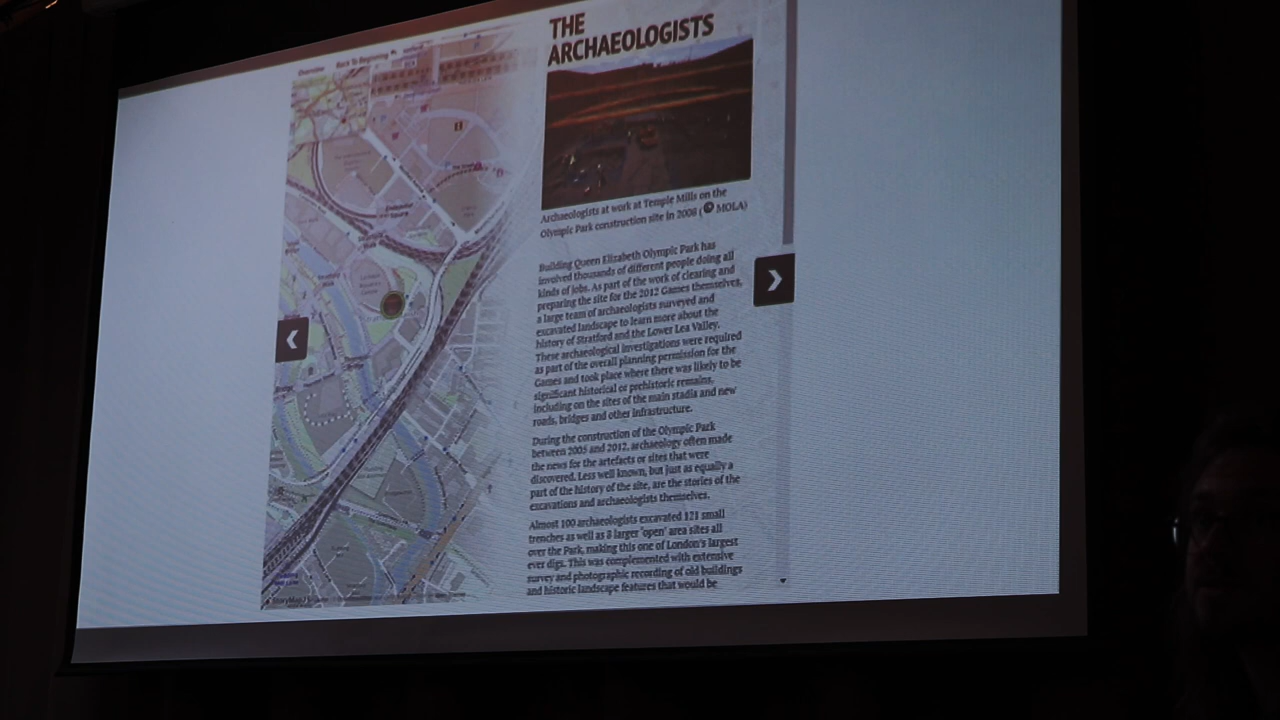 Overview
Back To Beginning
THE
ARCHAEOLOGISTS
Archaeologists at work at Temple Mills on the
Olympic Park construction site in 2008 ( MOLA)
Building Queen Elizabeth Olympic Park has
involved thousands of different people doing all
kinds of jobs. As part of the work of clearing and
preparing the site for the 2012 Games themselves,
a large team of archaeologists surveyed and
excavated landscape to learn more about the
history of Stratford and the Lower Lea Valley.
These archaeological investigations were required
as part of the overall planning permission for the
Games and took place where there was likely to be
significant historical or prehistoric remains,
including on the sites of the main stadia and new
roads, bridges and other infrastructure.
During the construction of the Olympic Park
between 2005 and 2012, archaeology often made
the news for the artefacts or sites that were
discovered. Less well known, but just as equally a
part of the history of the site, are the stories of the
excavations and archaeologists themselves.
Almost 100 archaeologists excavated 121 small
trenches as well as 8 larger 'open' area sites all
over the Park, making this one of London's largest
ever digs. This was complemented with extensive
survey and photographic recording of old buildings
and historic landscape features that would be